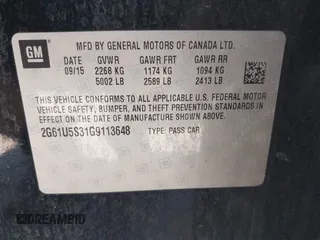 GM
MFD BY GENERAL MOTORS OF CANADA LTD.
DATE GVWR GAWR FRT GAWR RR
09/15 2268 KG 1174 KG 1094 KG
5002 LB 2589 LB 2413 LB
THIS VEHICLE CONFORMS TO ALL APPLICABLE U.S. FEDERAL MOTOR
VEHICLE SAFETY, BUMPER, AND THEFT PREVENTION STANDARDS IN
EFFECT ON THE DATE OF MANUFACTURE SHOWN ABOVE.
2G61U5S31G9113648 TYPE: PASS CAR
DREAMBID